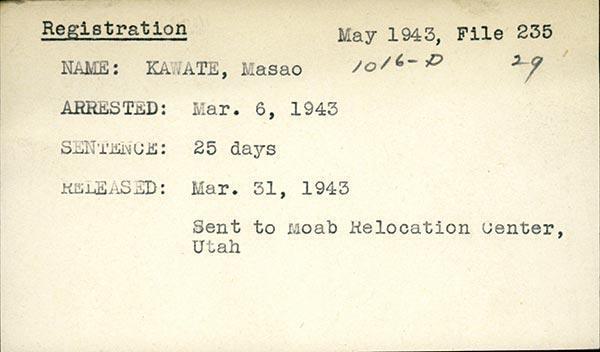 Registration May 1943, File 235
NAME: KAWATE, Masao 1016-D 29
ARRESTED: Mar. 6, 1943
SENTENCE: 25 days
RELEASED: Mar. 31, 1943
Sent to Moab Relocation Center,
Utah